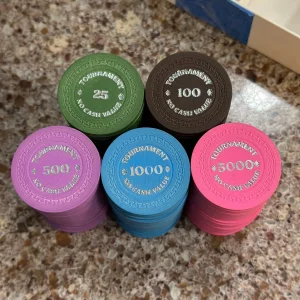 TOURNAMENT
25
NO CASH VALUE
TOURNAMENT
100
NO CASH VALUE
TOURNAMENT
500
NO CASH VALUE
TOURNAMENT
1000
NO CASH VALUE
TOURNAMENT
5000
NO CASH VALUE